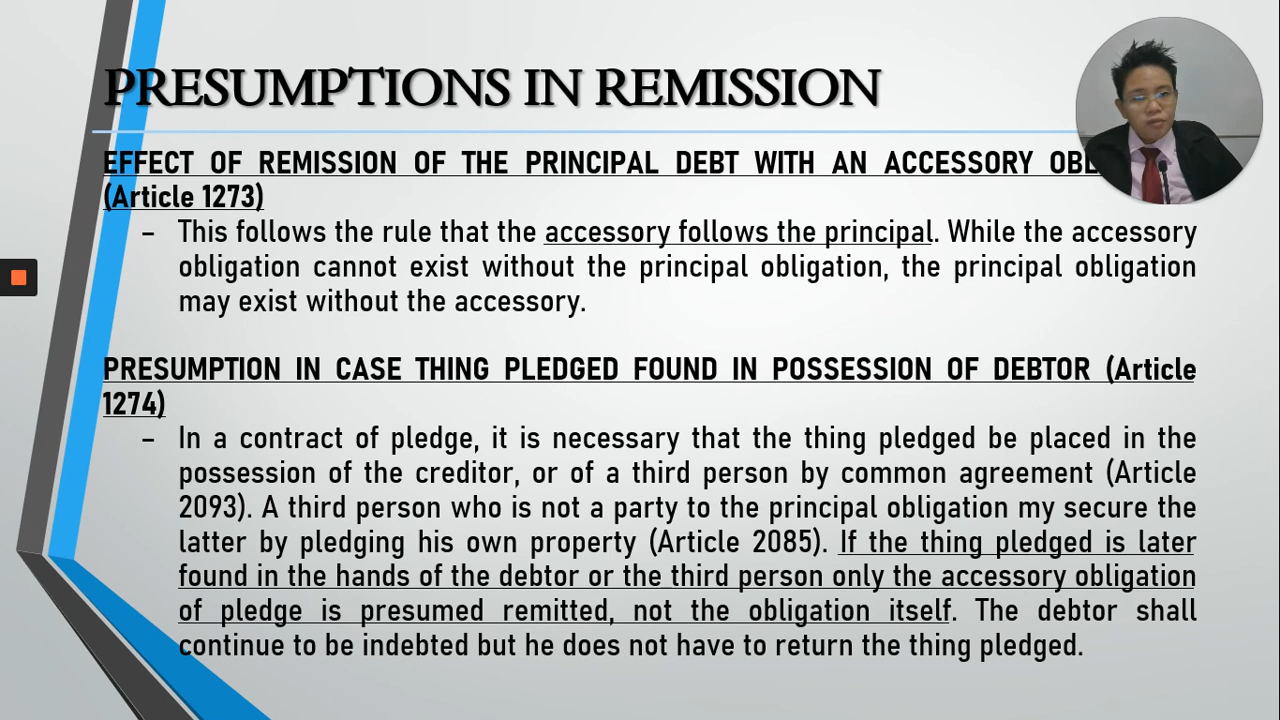 PRESUMPTIONS IN REMISSION
EFFECT OF REMISSION OF THE PRINCIPAL DEBT WITH AN ACCESSORY
(Article 1273)
– This follows the rule that the accessory follows the principal. While the accessory
obligation cannot exist without the principal obligation, the principal obligation
may exist without the accessory.
PRESUMPTION IN CASE THING PLEDGED FOUND IN POSSESSION OF DEBTOR (Article
1274)
– In a contract of pledge, it is necessary that the thing pledged be placed in the
possession of the creditor, or of a third person by common agreement (Article
2093). A third person who is not a party to the principal obligation my secure the
latter by pledging his own property (Article 2085). If the thing pledged is later
found in the hands of the debtor or the third person only the accessory obligation
of pledge is presumed remitted, not the obligation itself. The debtor shall
continue to be indebted but he does not have to return the thing pledged.